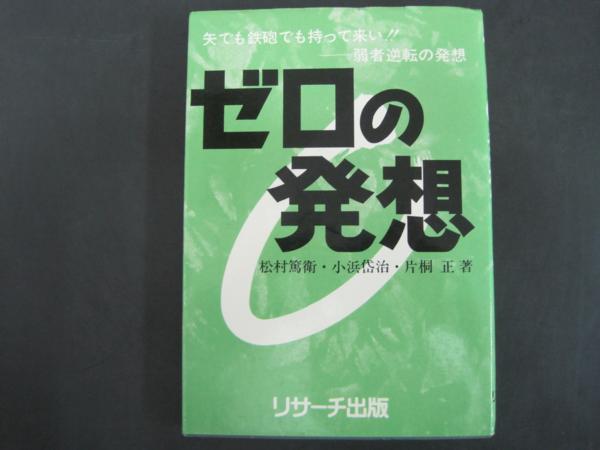 矢でも鉄砲でも持って来い!!
――弱者逆転の発想
ゼロの
発想
松村篤衛・小浜岱治・片桐 正 著
リサーチ出版